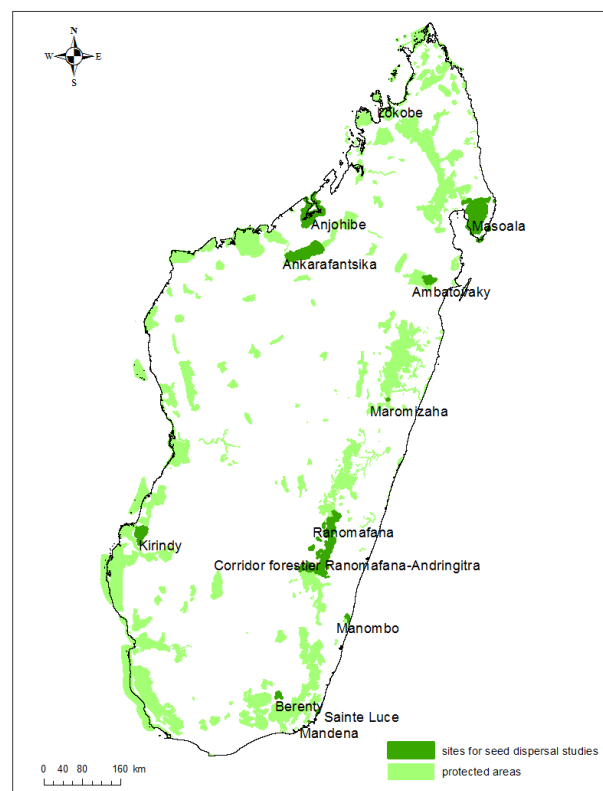 N
W E
S
Lokobe
Anjohibe
Masoala
Ankarafantsika
Ambatovaky
Maromizaha
Ranomafana
Kirindy
Corridor forestier Ranomafana-Andringitra
Manombo
Berenty
Sainte Luce
Mandena
sites for seed dispersal studies
protected areas
0 40 80 160 km